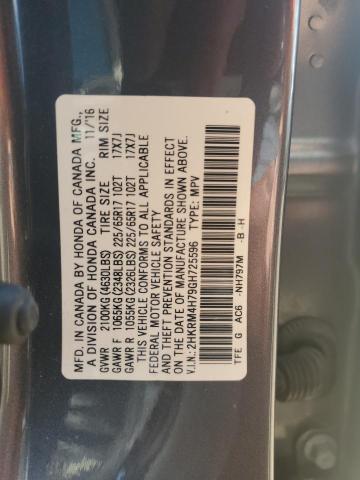 MFD. IN CANADA BY HONDA OF CANADA MFG.,
A DIVISION OF HONDA CANADA INC. 11/16
GVWR 2100KG (4630LBS) TIRE SIZE RIM SIZE
GAWR F 1065KG (2348LBS) 225/65R17 102T 17X7J
GAWR R 1055KG (2326LBS) 225/65R17 102T 17X7J
THIS VEHICLE CONFORMS TO ALL APPLICABLE
FEDERAL MOTOR VEHICLE SAFETY
AND THEFT PREVENTION STANDARDS IN EFFECT
ON THE DATE OF MANUFACTURE SHOWN ABOVE.
V.I.N.: 2HKRM4H79GH725596 TYPE: MPV
TFE G AC6 -NH797M -B -H